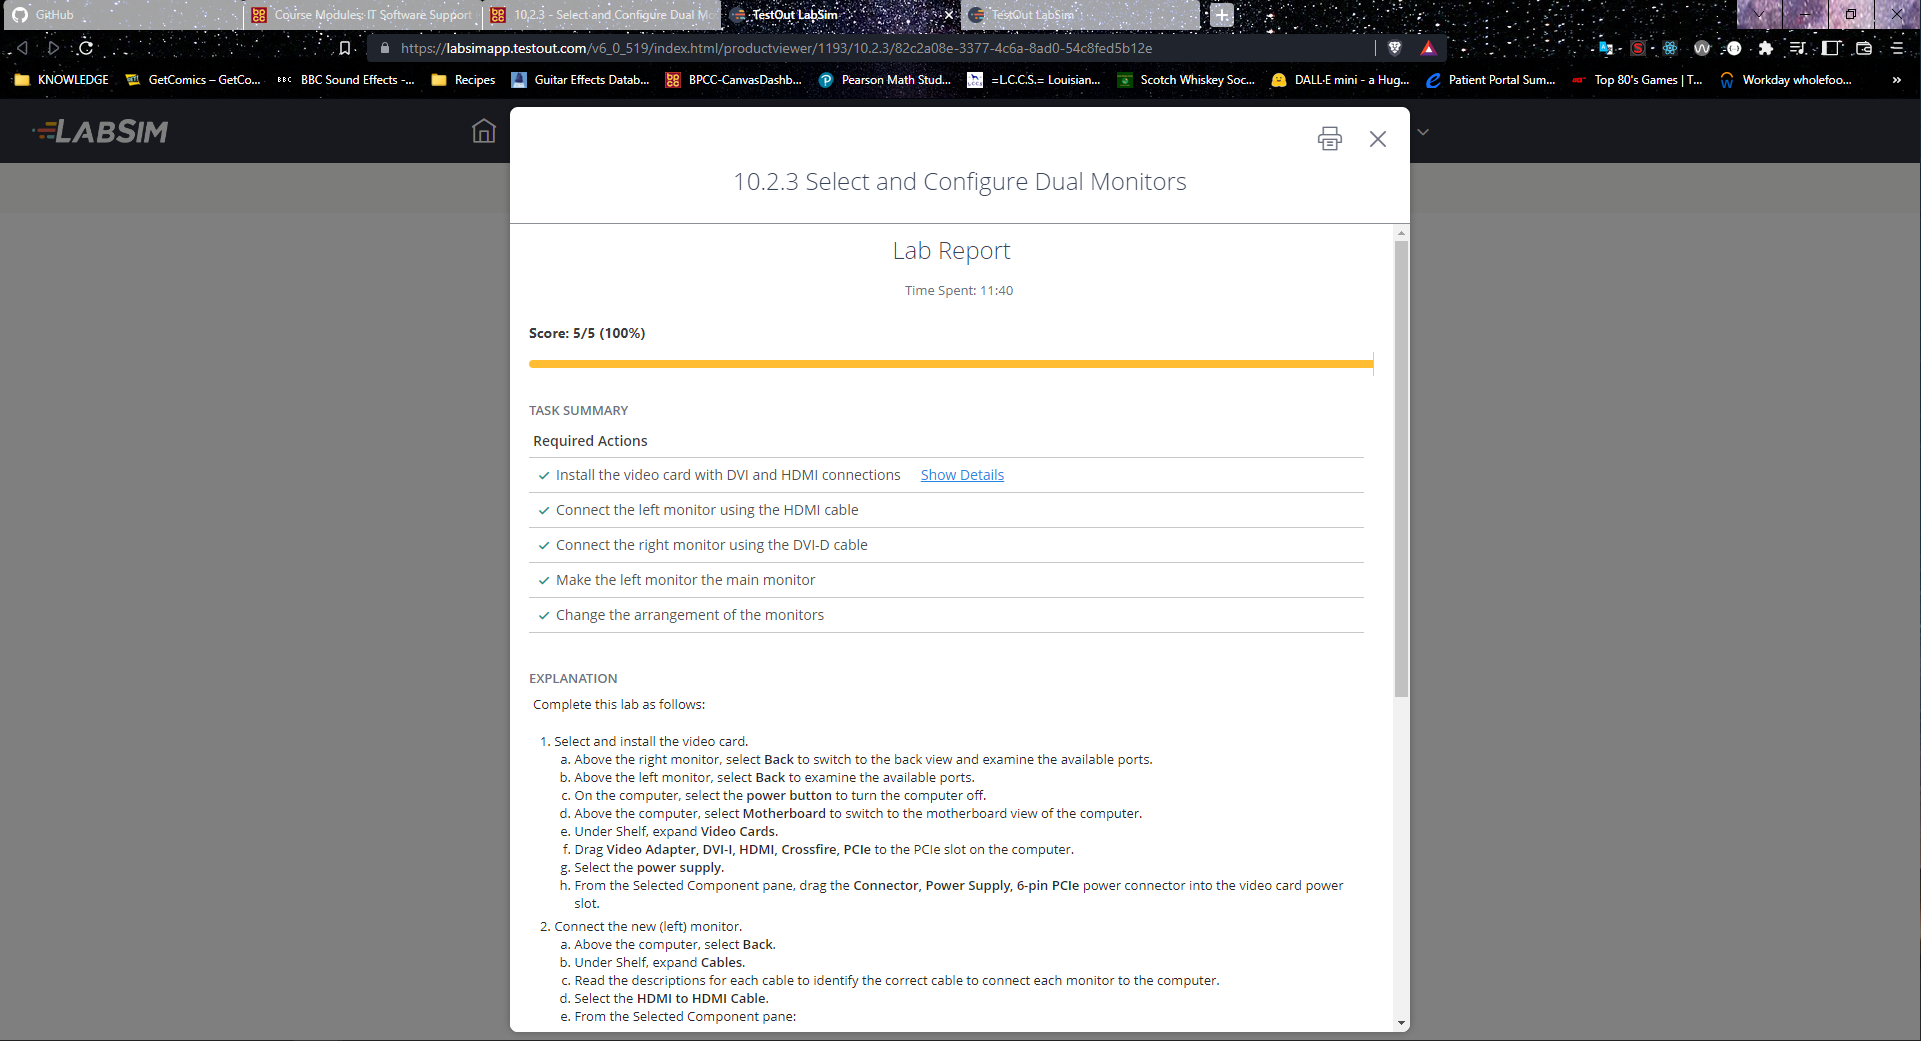 GitHub
Course Modules: IT Software Support
10.2.3 - Select and Configure Dual Mo
TestOut LabSim
TestOut LabSim
https://labsimapp.testout.com/v6_0_519/index.html/productviewer/1193/10.2.3/82c2a08e-3377-4c6a-8ad0-54c8fed5b12e
KNOWLEDGE
GetComics – GetCo...
BBC BBC Sound Effects -...
Recipes
Guitar Effects Datab...
BPCC-CanvasDashb...
Pearson Math Stud...
=L.C.C.S.= Louisian...
Scotch Whiskey Soc...
DALL·E mini - a Hug...
Patient Portal Sum...
Top 80's Games | T...
Workday wholefoo...
»
LABSIM
10.2.3 Select and Configure Dual Monitors
Lab Report
Time Spent: 11:40
Score: 5/5 (100%)
TASK SUMMARY
Required Actions
✓ Install the video card with DVI and HDMI connections Show Details
✓ Connect the left monitor using the HDMI cable
✓ Connect the right monitor using the DVI-D cable
✓ Make the left monitor the main monitor
✓ Change the arrangement of the monitors
EXPLANATION
Complete this lab as follows:
1. Select and install the video card.
a. Above the right monitor, select Back to switch to the back view and examine the available ports.
b. Above the left monitor, select Back to examine the available ports.
c. On the computer, select the power button to turn the computer off.
d. Above the computer, select Motherboard to switch to the motherboard view of the computer.
e. Under Shelf, expand Video Cards.
f. Drag Video Adapter, DVI-I, HDMI, Crossfire, PCIe to the PCIe slot on the computer.
g. Select the power supply.
h. From the Selected Component pane, drag the Connector, Power Supply, 6-pin PCIe power connector into the video card power
slot.
2. Connect the new (left) monitor.
a. Above the computer, select Back.
b. Under Shelf, expand Cables.
c. Read the descriptions for each cable to identify the correct cable to connect each monitor to the computer.
d. Select the HDMI to HDMI Cable.
e. From the Selected Component pane: